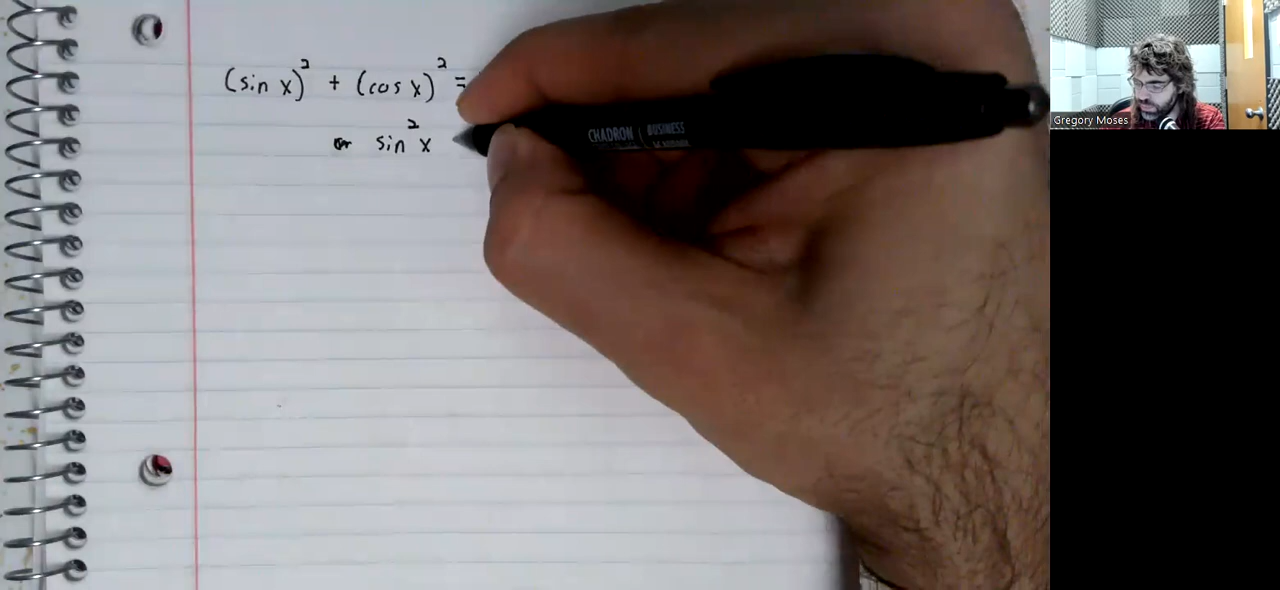 (sin x)² + (cos x)² =
or sin² x
CHADRON | BUSINESS
Gregory Moses